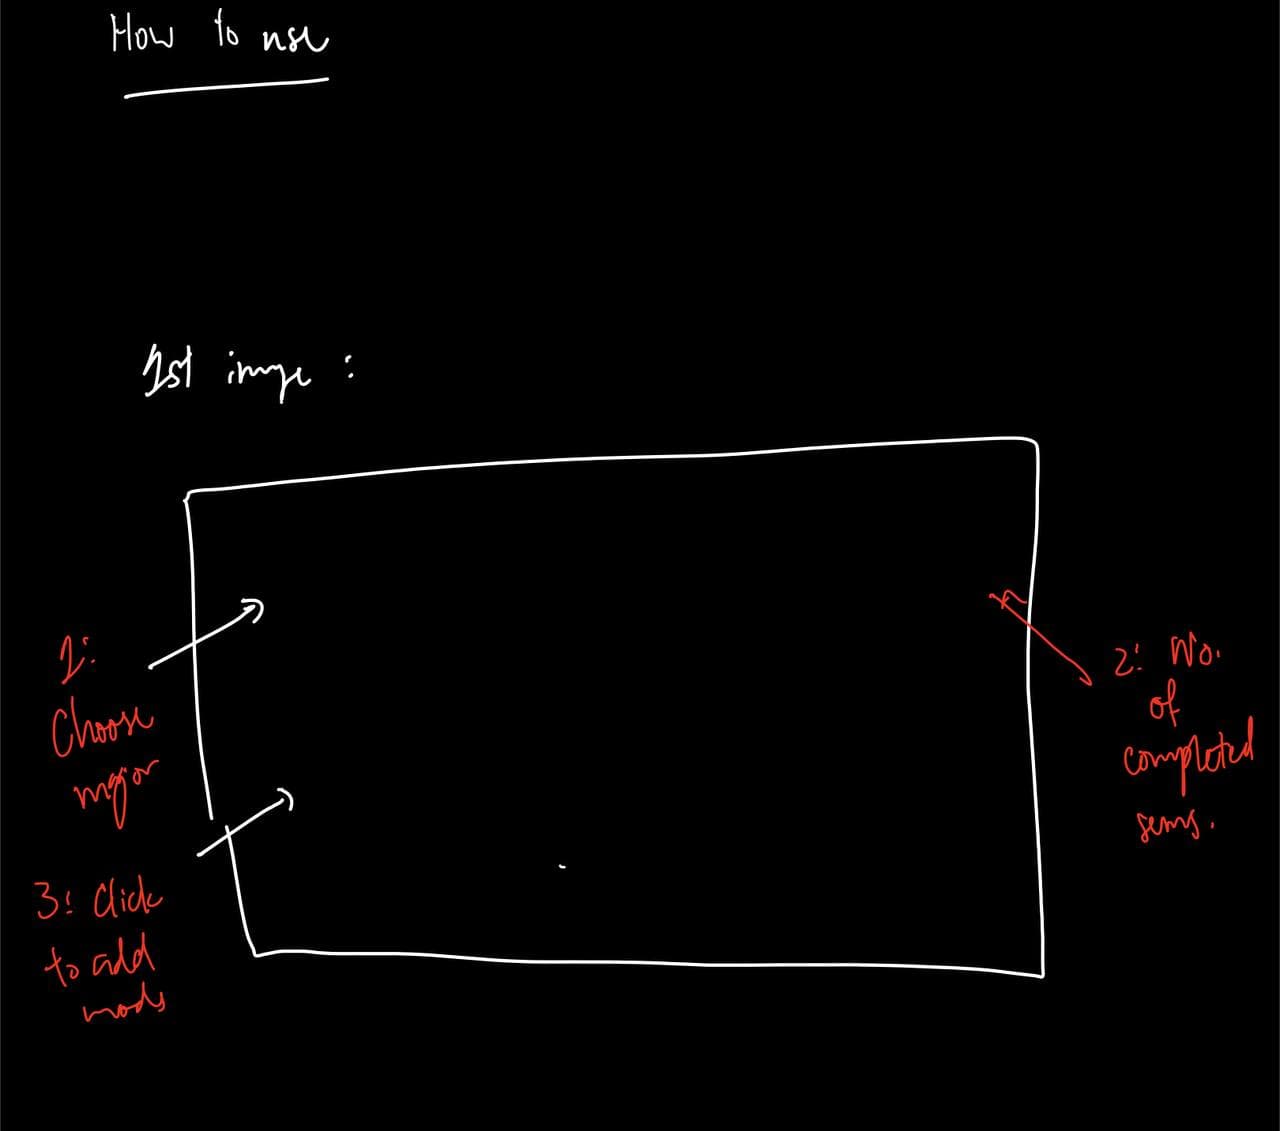 How to use
1st image :
1:
Choose
major
2: No.
of
completed
sems.
3: Click
to add
mods